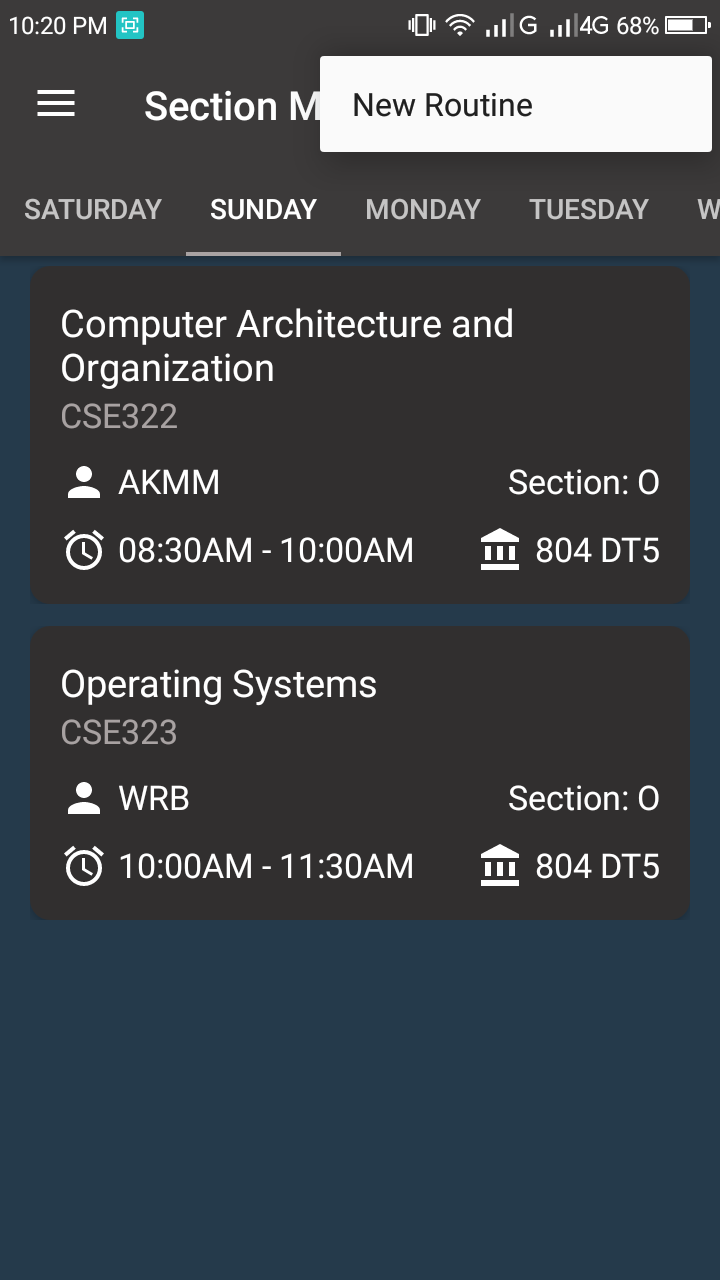 10:20 PM G 4G 68%
Section M
New Routine
SATURDAY SUNDAY MONDAY TUESDAY W
Computer Architecture and
Organization
CSE322
AKMM Section: O
08:30AM - 10:00AM 804 DT5
Operating Systems
CSE323
WRB Section: O
10:00AM - 11:30AM 804 DT5